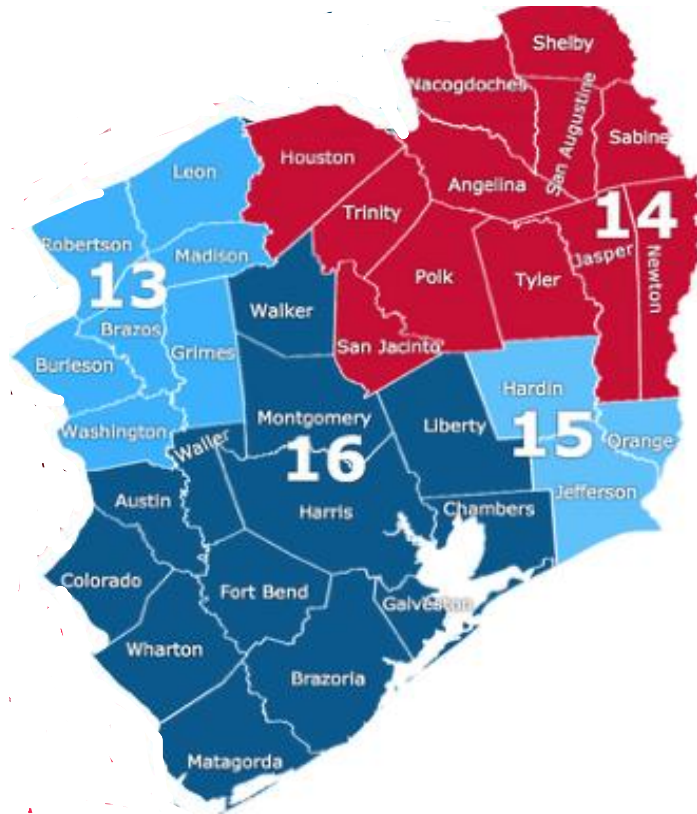 Shelby
Nacogdoches
San Augustine
Sabine
Houston
Angelina
Leon
Trinity
14
Robertson
Madison
Jasper
Newton
13
Polk
Tyler
Walker
Brazos
San Jacinto
Grimes
Burleson
Hardin
Montgomery
Liberty
Washington
Waller
16
15
Orange
Jefferson
Austin
Harris
Chambers
Colorado
Fort Bend
Galveston
Wharton
Brazoria
Matagorda